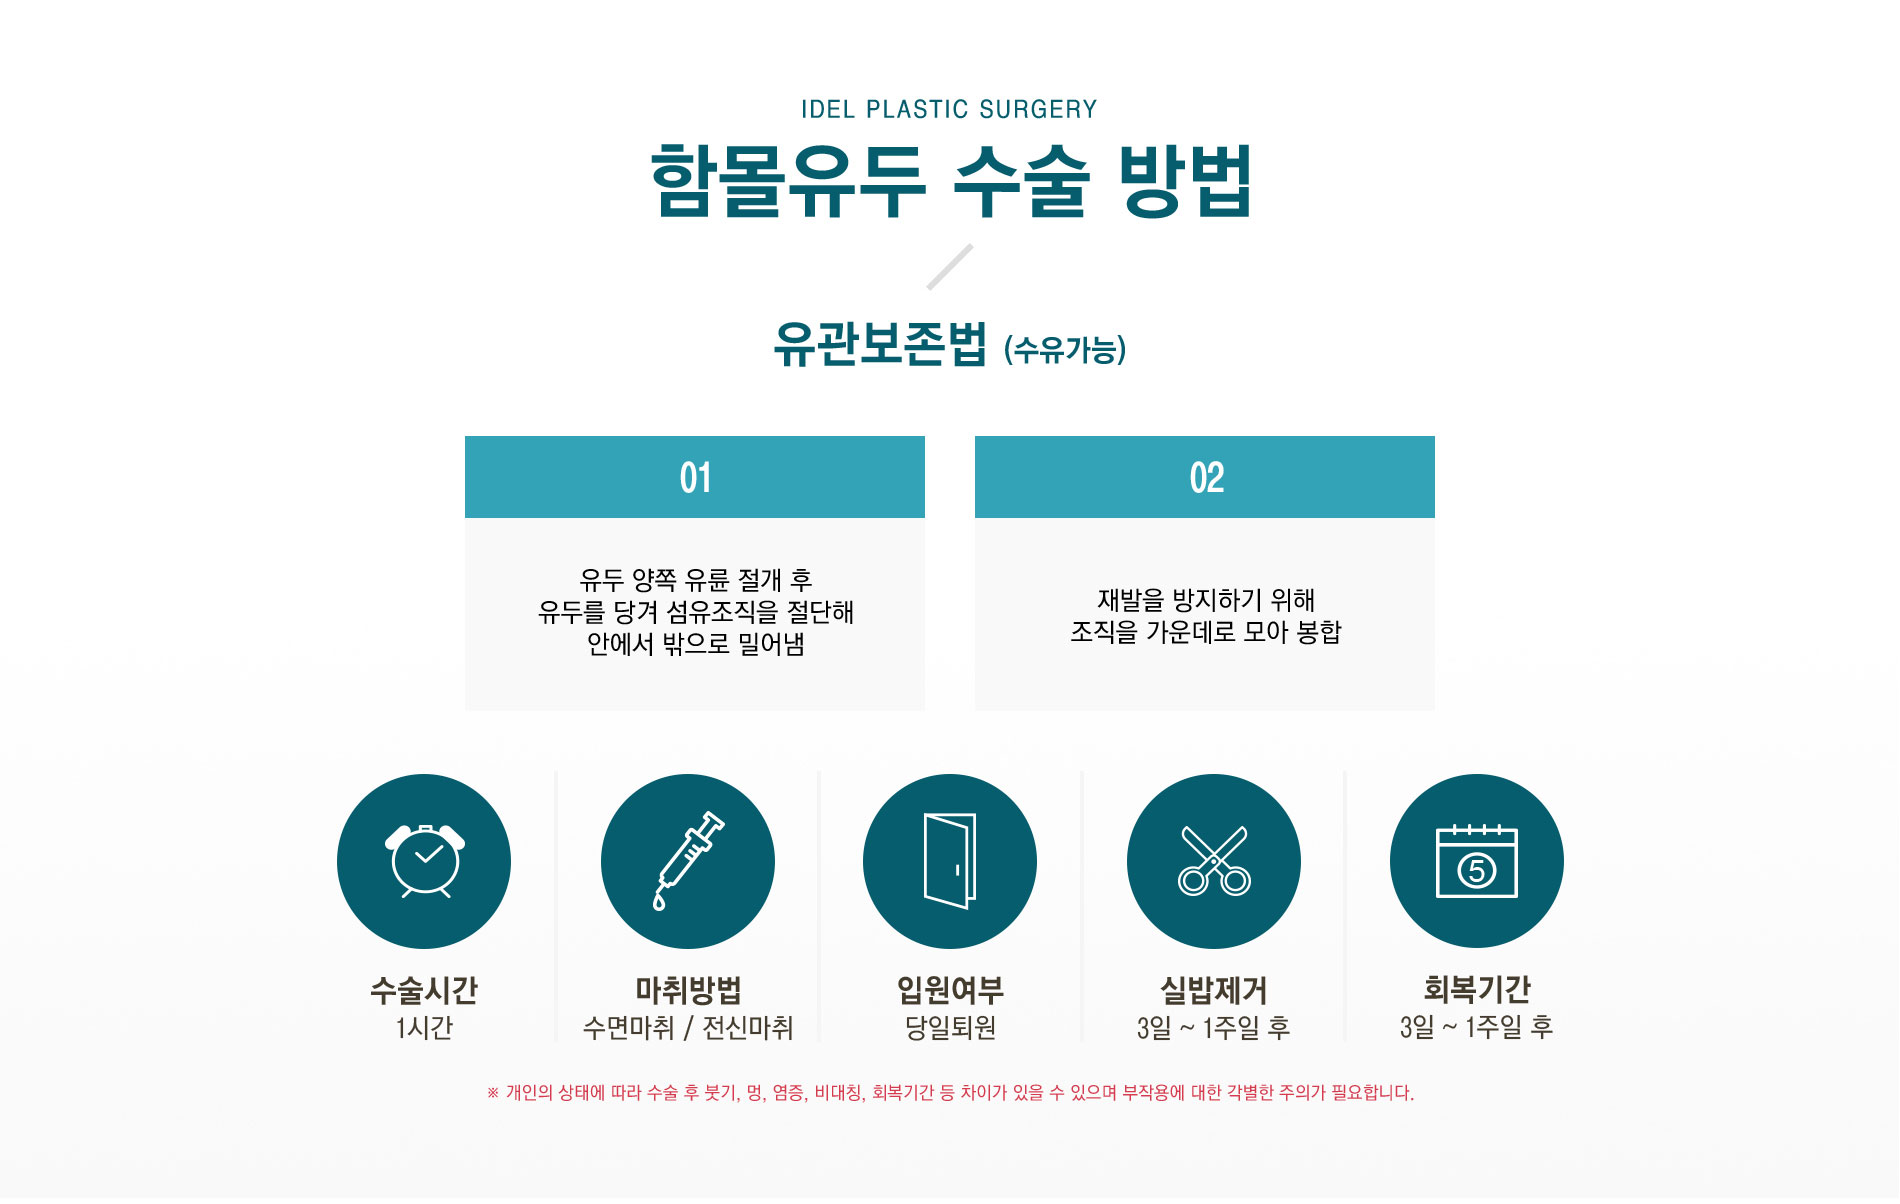 IDEL PLASTIC SURGERY
함몰유두 수술 방법
유관보존법 (수유가능)
01
유두 양쪽 유륜 절개 후
유두를 당겨 섬유조직을 절단해
안에서 밖으로 밀어냄
02
재발을 방지하기 위해
조직을 가운데로 모아 봉합
수술시간
1시간
마취방법
수면마취 / 전신마취
입원여부
당일퇴원
실밥제거
3일 ~ 1주일 후
5
회복기간
3일 ~ 1주일 후
※ 개인의 상태에 따라 수술 후 붓기, 멍, 염증, 비대칭, 회복기간 등 차이가 있을 수 있으며 부작용에 대한 각별한 주의가 필요합니다.